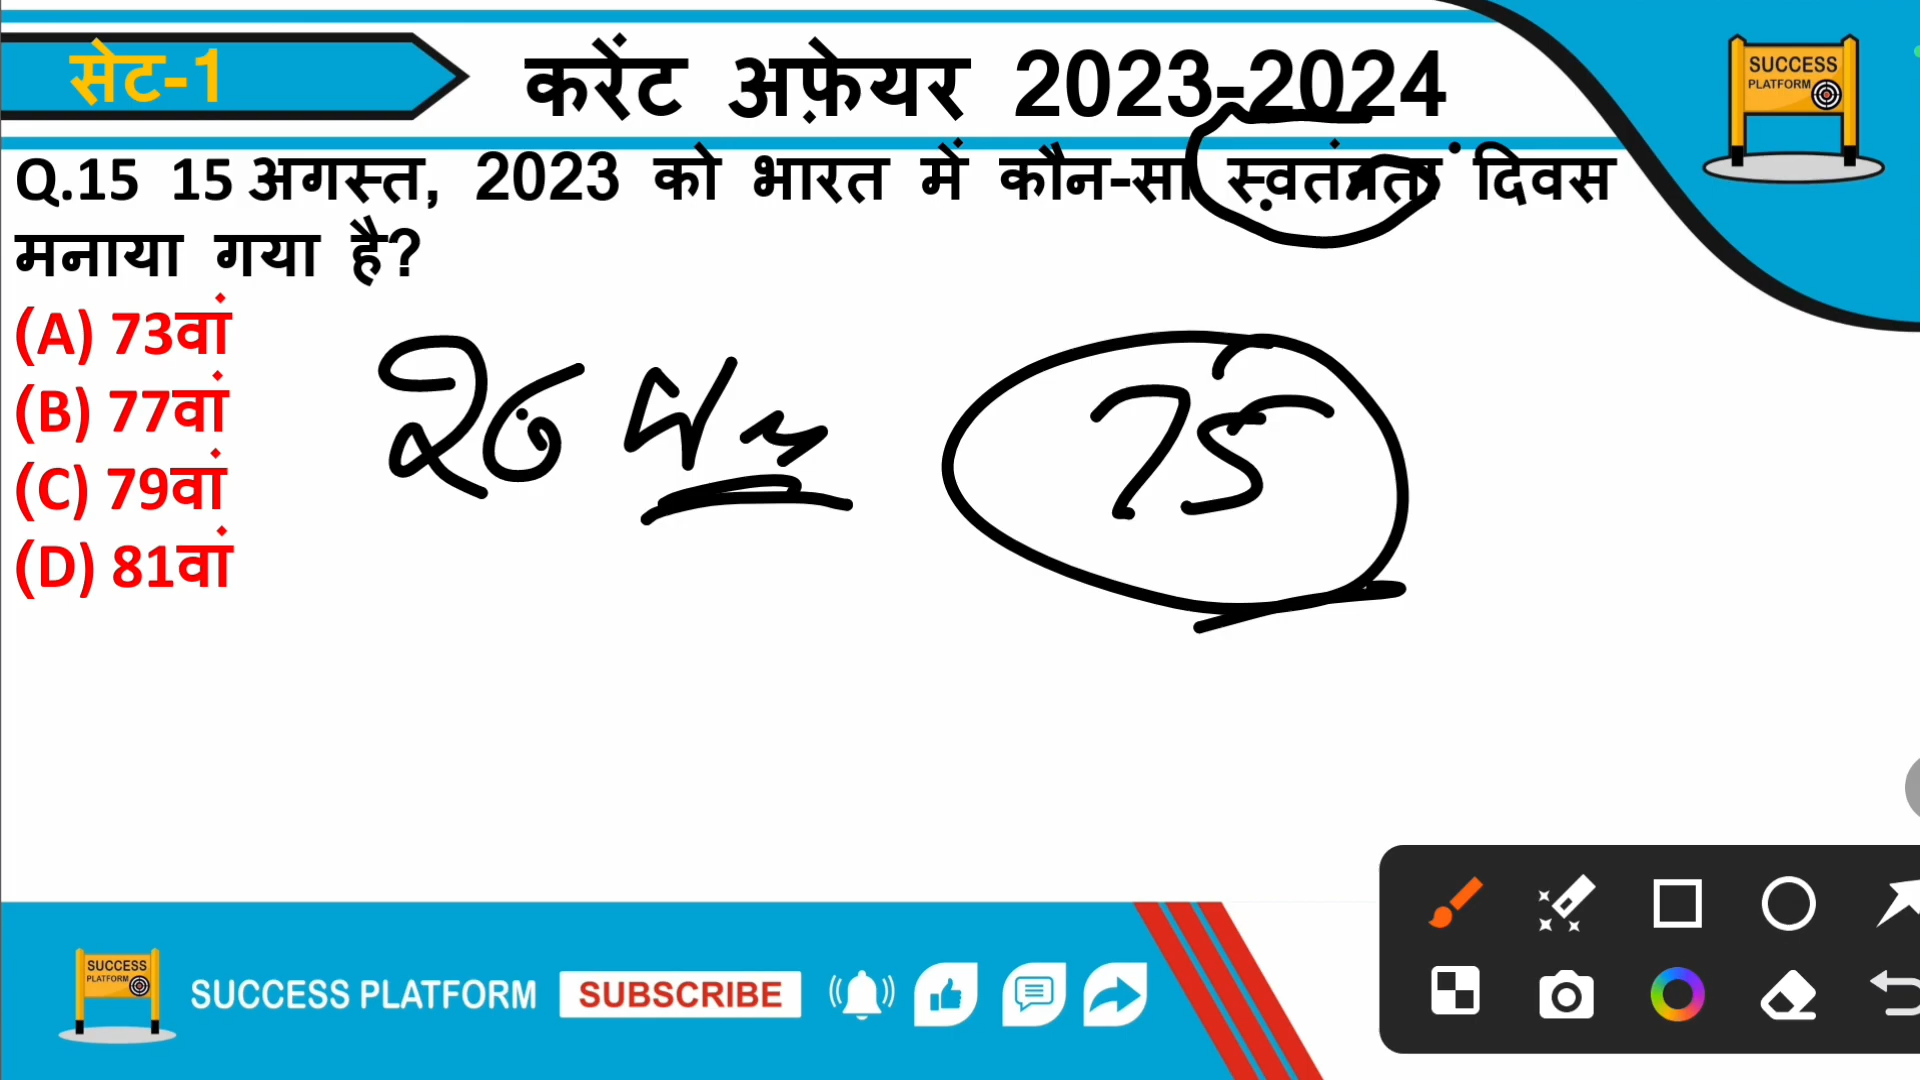 सेट-1
करेंट अफ़ेयर 2023-2024
SUCCESS
PLATFORM
Q.15 15 अगस्त, 2023 को भारत में कौन-सा स्वतंत्रता दिवस
मनाया गया है?
(A) 73वां
(B) 77वां
(C) 79वां
(D) 81वां
26
75
SUCCESS
PLATFORM
SUCCESS PLATFORM
SUBSCRIBE